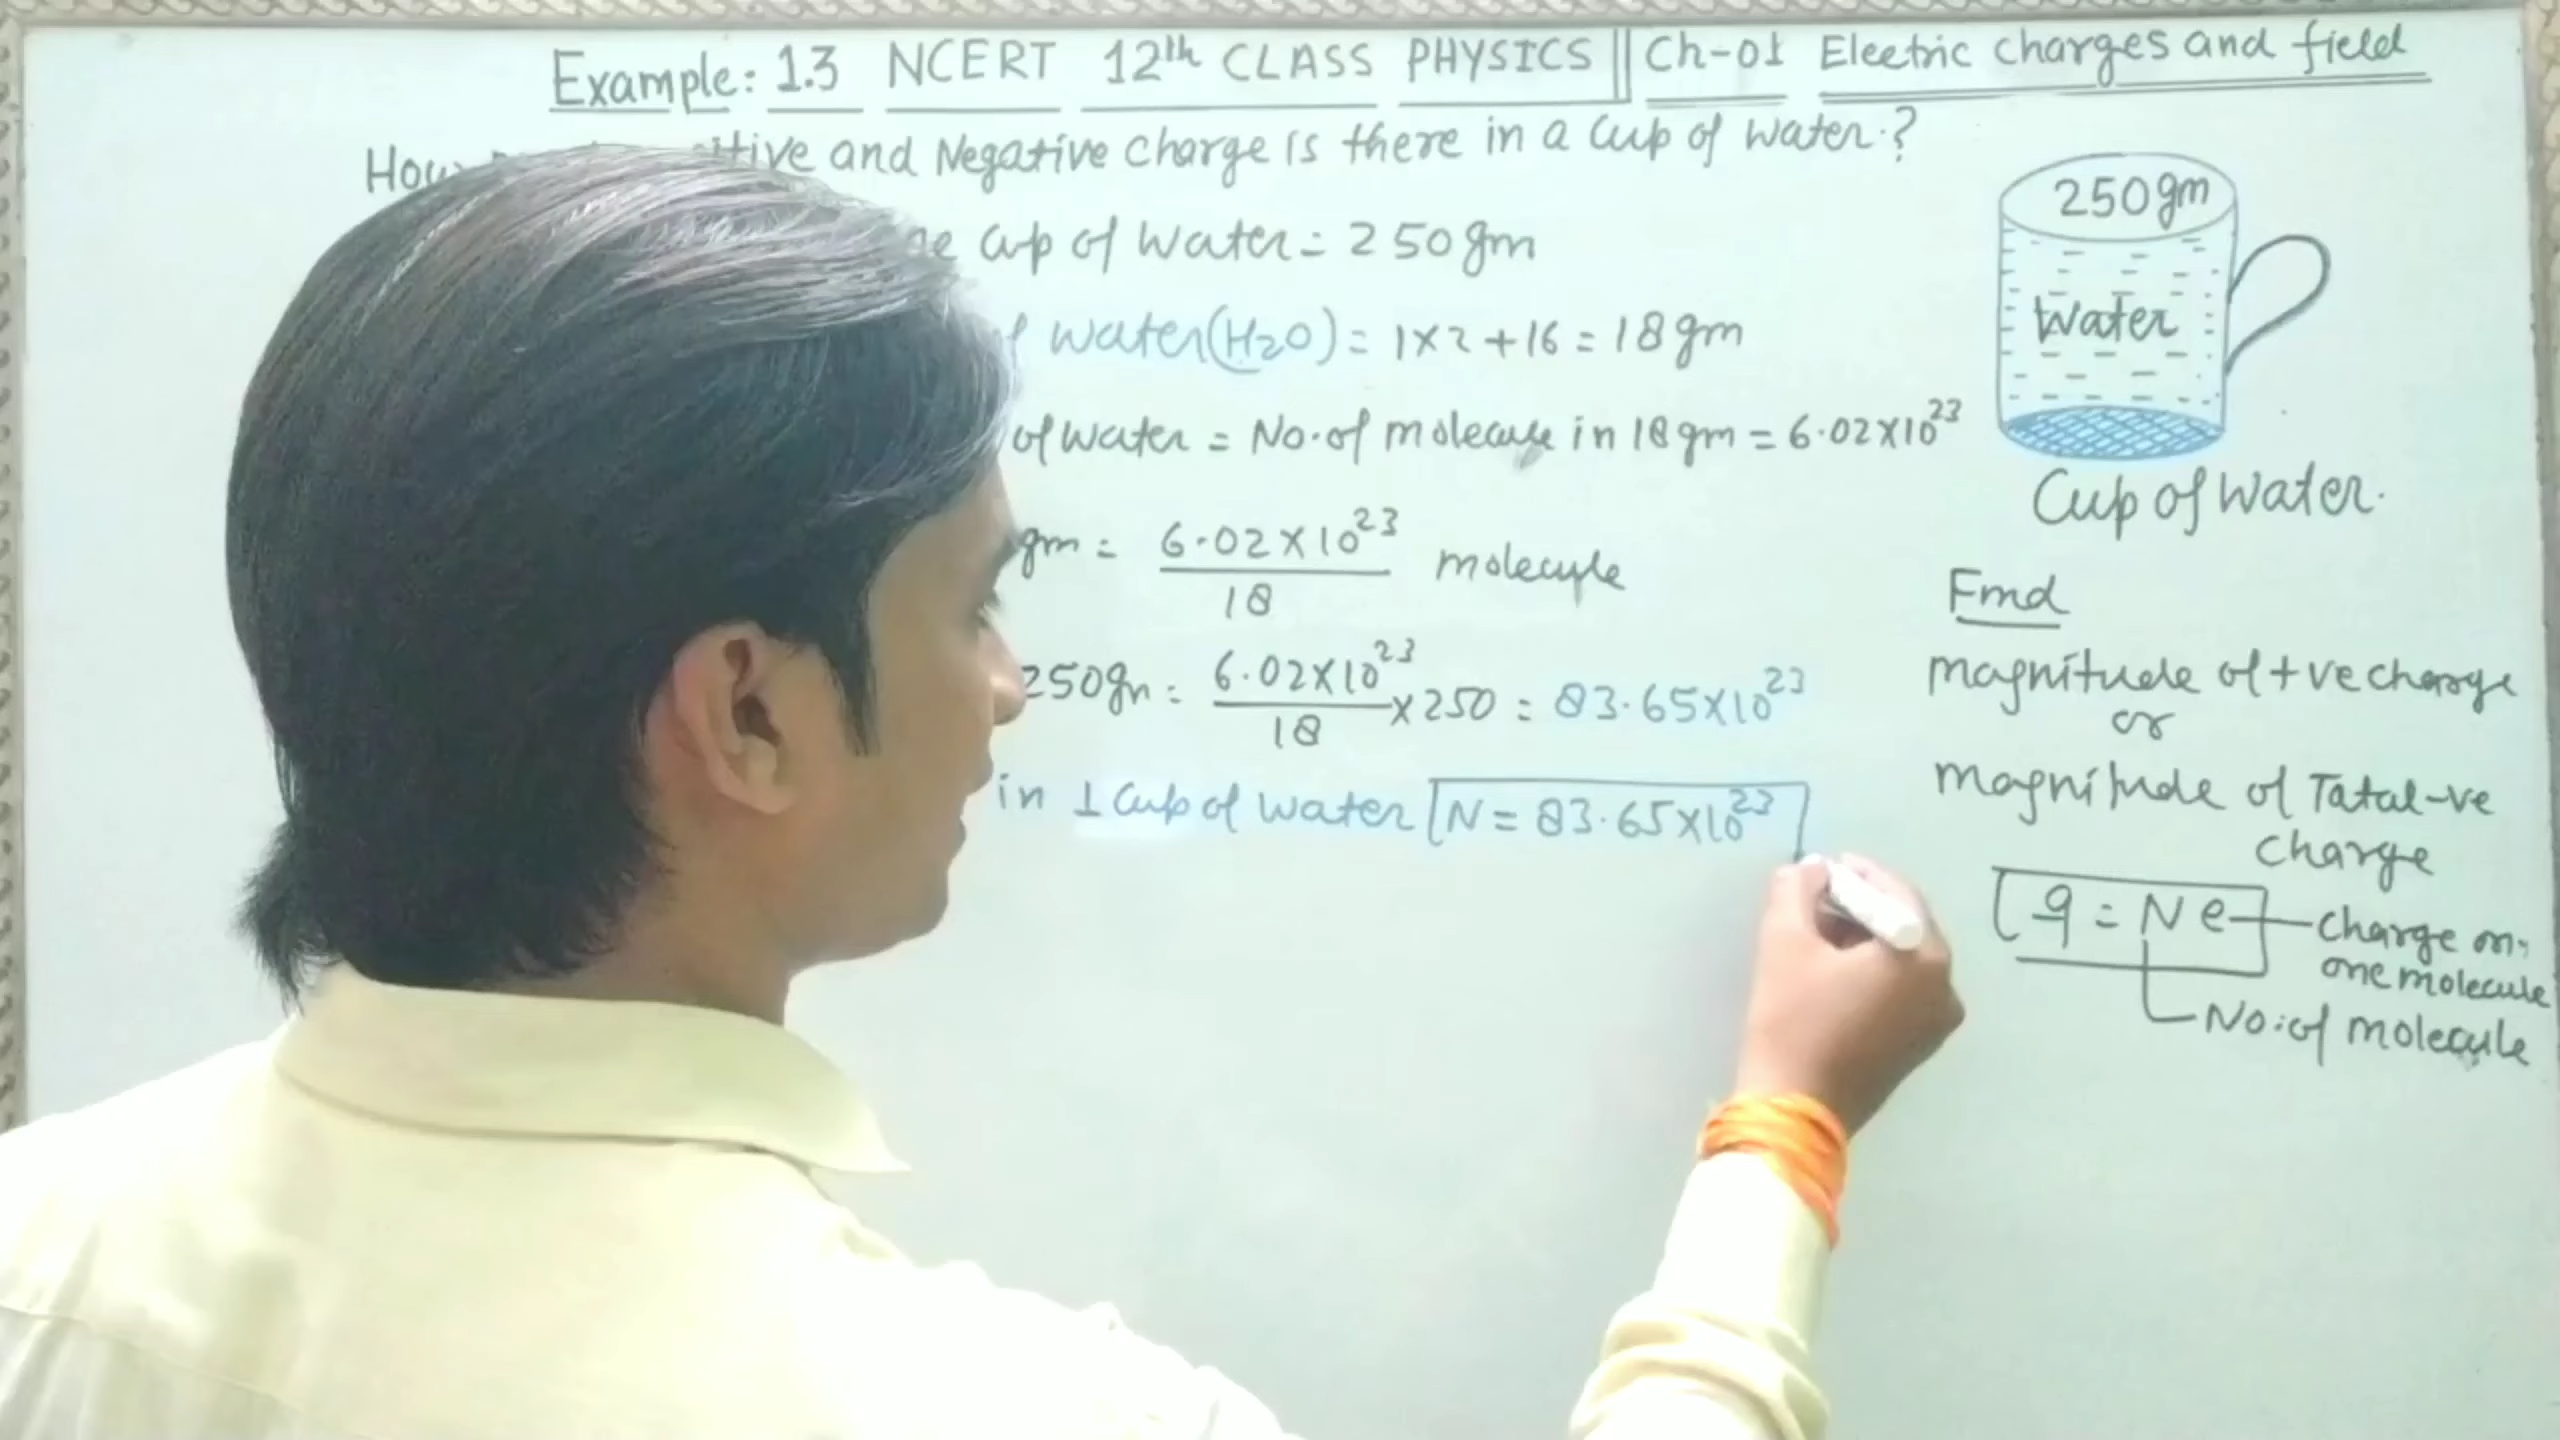 Example: 1.3 NCERT 12th CLASS PHYSICS || Ch-01 Electric charges and field
How and Negative charge is there in a Cup of water.?
Cup of water = 250gm
water(H2O) = 1×2+16 = 18gm
of water = No. of molecule in 18gm = 6.02×10^23
gm = 6.02×10^23 / 18 molecule
250gm = 6.02×10^23 / 18 ×250 = 83.65×10^23
in 1 Cup of water N = 83.65×10^23
250gm
Water
Cup of water.
Find
magnitude of +ve charge
or
magnitude of Tatal -ve
charge
q = Ne
charge on
one molecule
No. of molecule